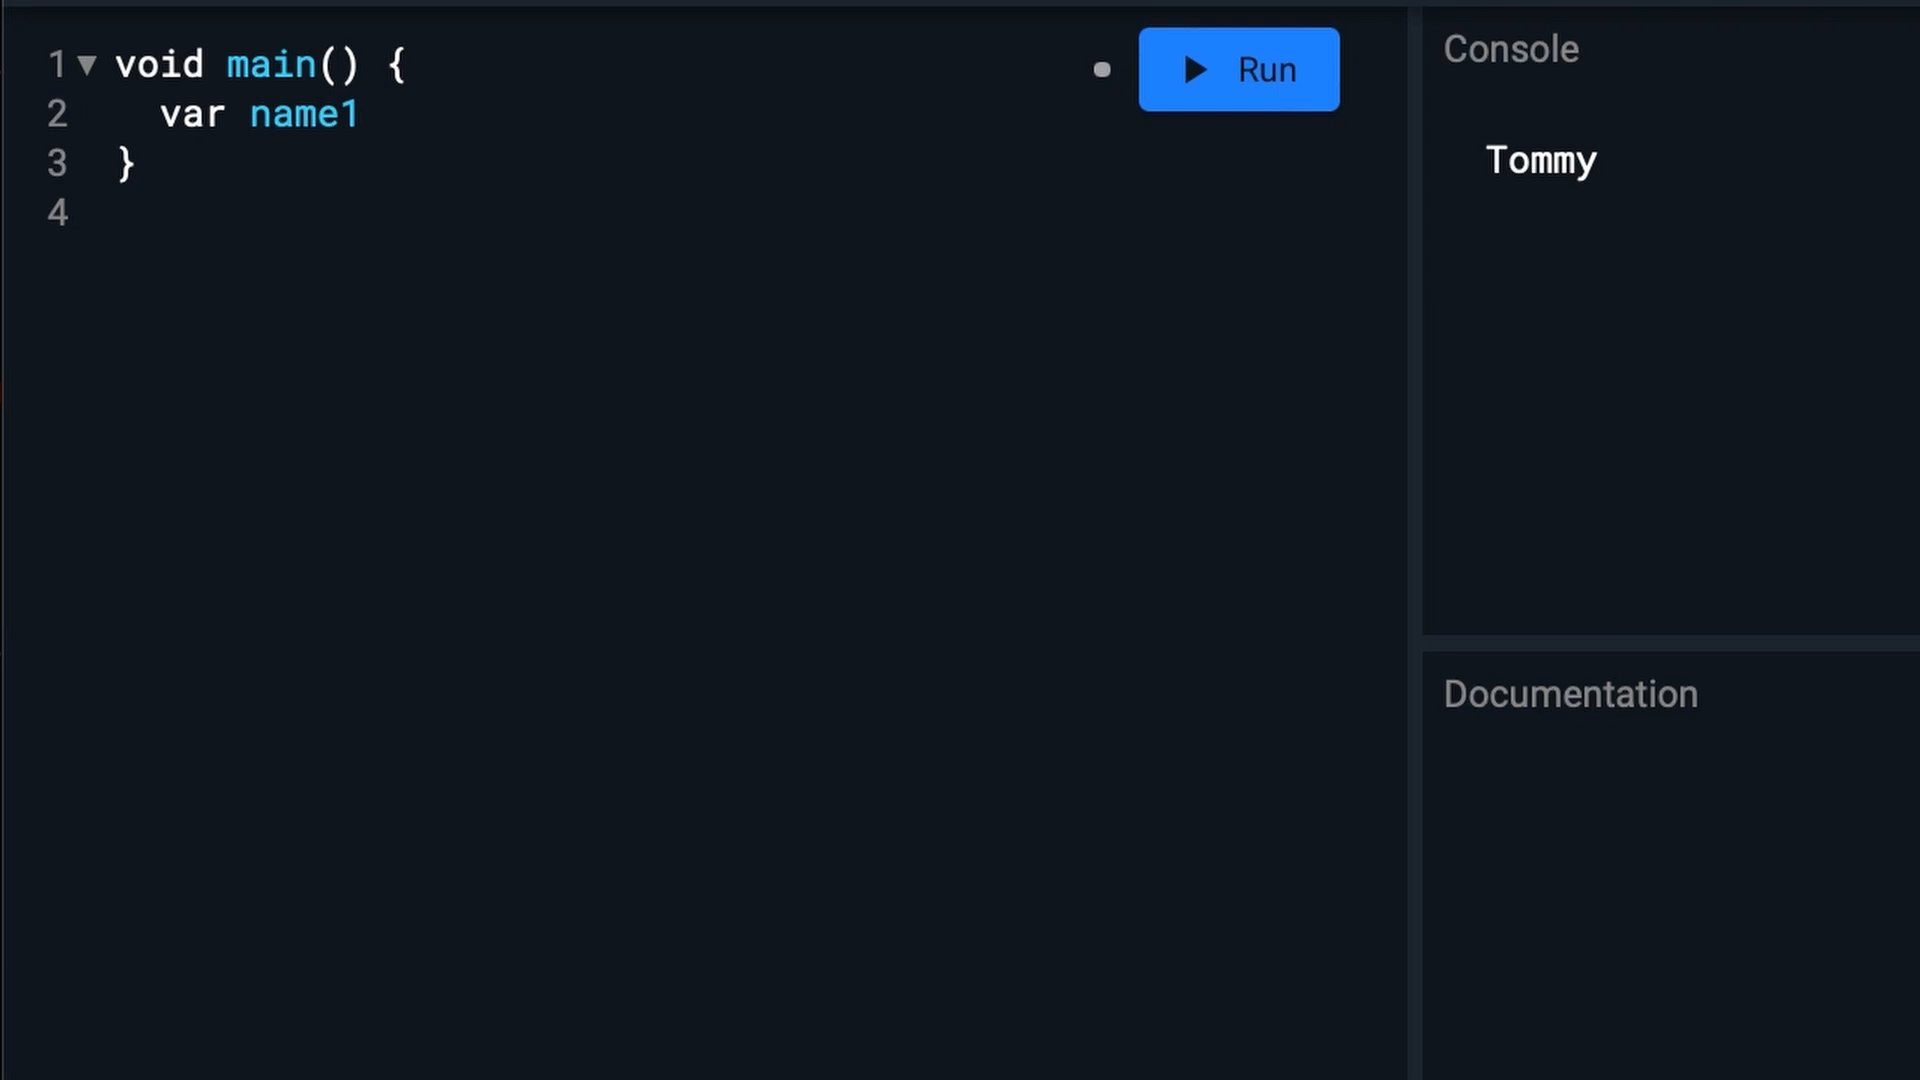 1 void main() {
2 var name1
3 }
4
Run
Console
Tommy
Documentation